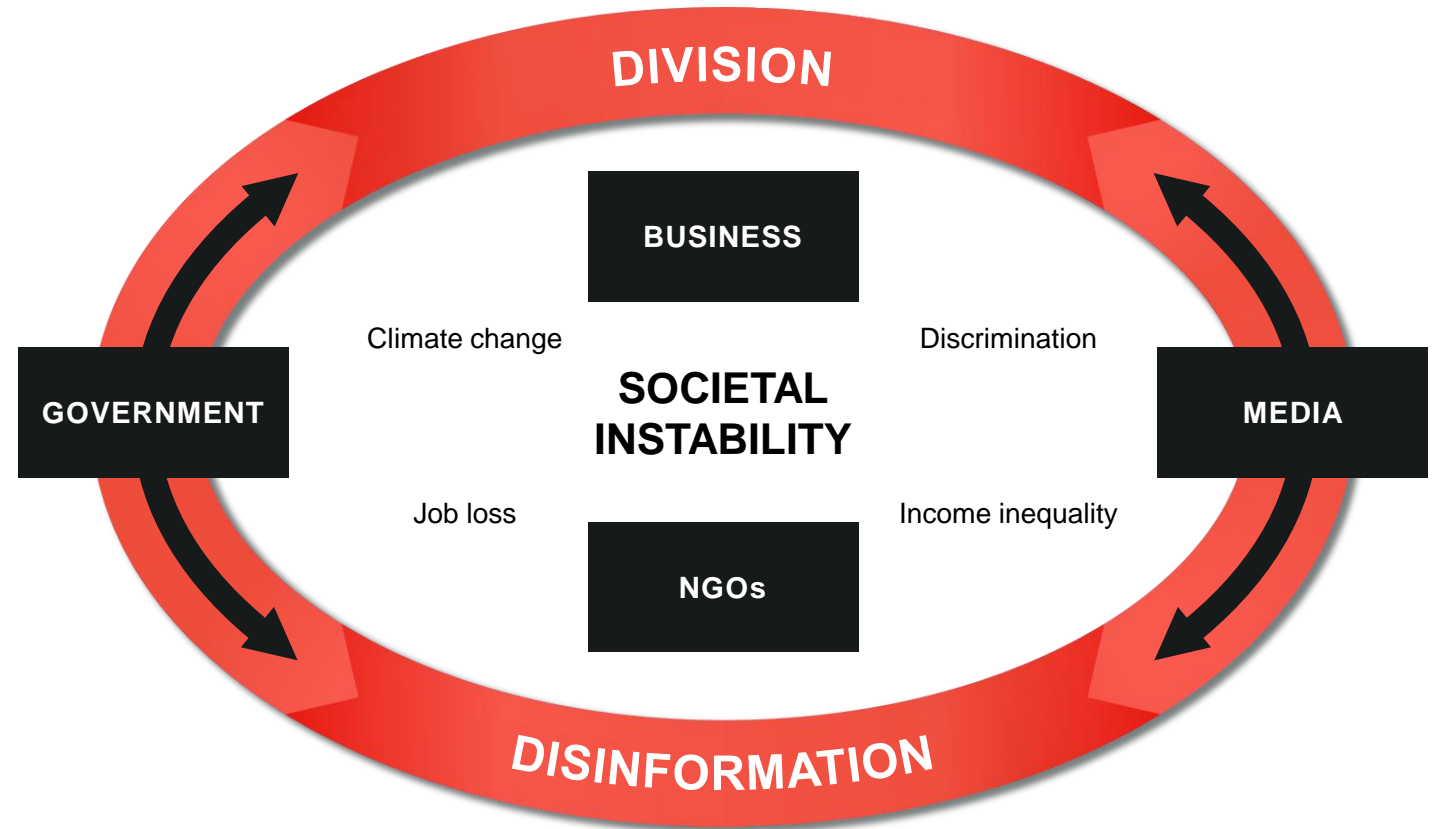 DIVISION
BUSINESS
Climate change
Discrimination
SOCIETAL
INSTABILITY
GOVERNMENT
MEDIA
Job loss
Income inequality
NGOs
DISINFORMATION